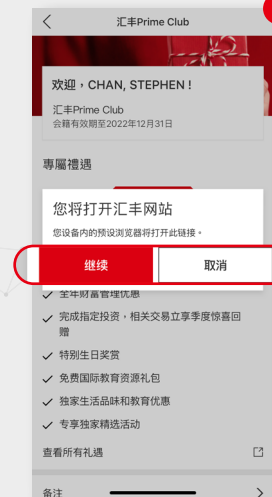 汇丰Prime Club
欢迎，CHAN, STEPHEN！
汇丰Prime Club
会籍有效期至2022年12月31日
專屬禮遇
您将打开汇丰网站
您设备内的预设浏览器将打开此链接。
继续
取消
全年财富管理优惠
完成指定投资，相关交易立享季度惊喜回
赠
特别生日奖赏
免费国际教育资源礼包
独家生活品味和教育优惠
专享独家精选活动
查看所有礼遇
备注